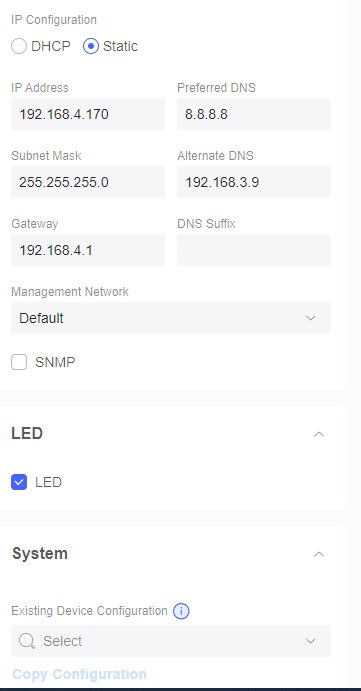 IP Configuration
DHCP Static
IP Address Preferred DNS
192.168.4.170 8.8.8.8
Subnet Mask Alternate DNS
255.255.255.0 192.168.3.9
Gateway DNS Suffix
192.168.4.1
Management Network
Default
SNMP
LED
LED
System
Existing Device Configuration i
Select
Copy Configuration